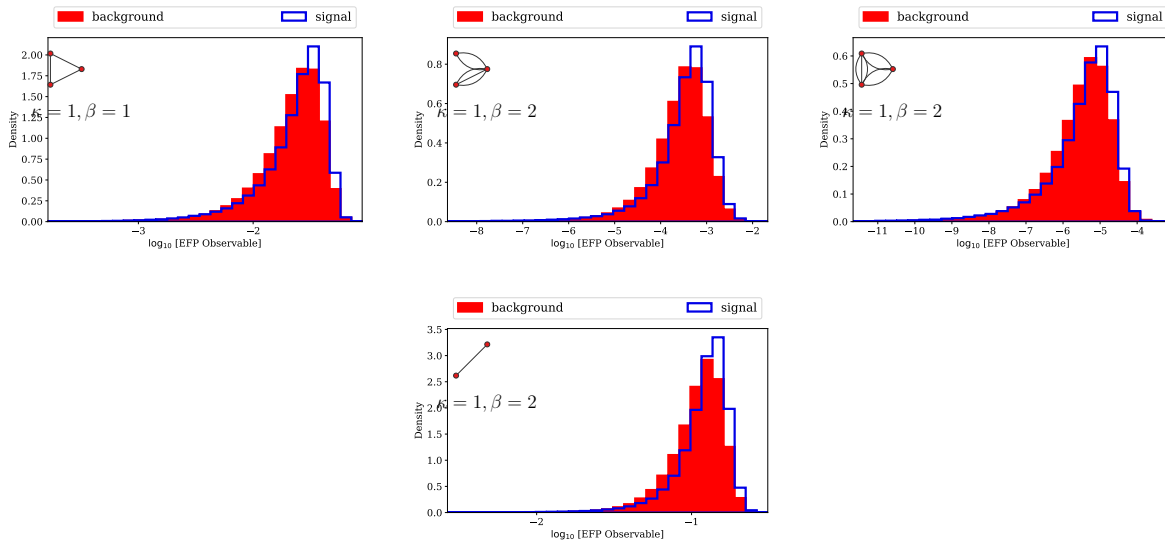 background signal
2.00
1.75
1.50
1.25
1.00
0.75
0.50
0.25
0.00
Density
κ = 1, β = 1
−3 −2
log10 [EFP Observable]
background signal
0.8
0.6
0.4
0.2
0.0
Density
κ = 1, β = 2
−8 −7 −6 −5 −4 −3 −2
log10 [EFP Observable]
background signal
0.6
0.5
0.4
0.3
0.2
0.1
0.0
Density
κ = 1, β = 2
−11 −10 −9 −8 −7 −6 −5 −4
log10 [EFP Observable]
background signal
3.5
3.0
2.5
2.0
1.5
1.0
0.5
0.0
Density
κ = 1, β = 2
−2 −1
log10 [EFP Observable]